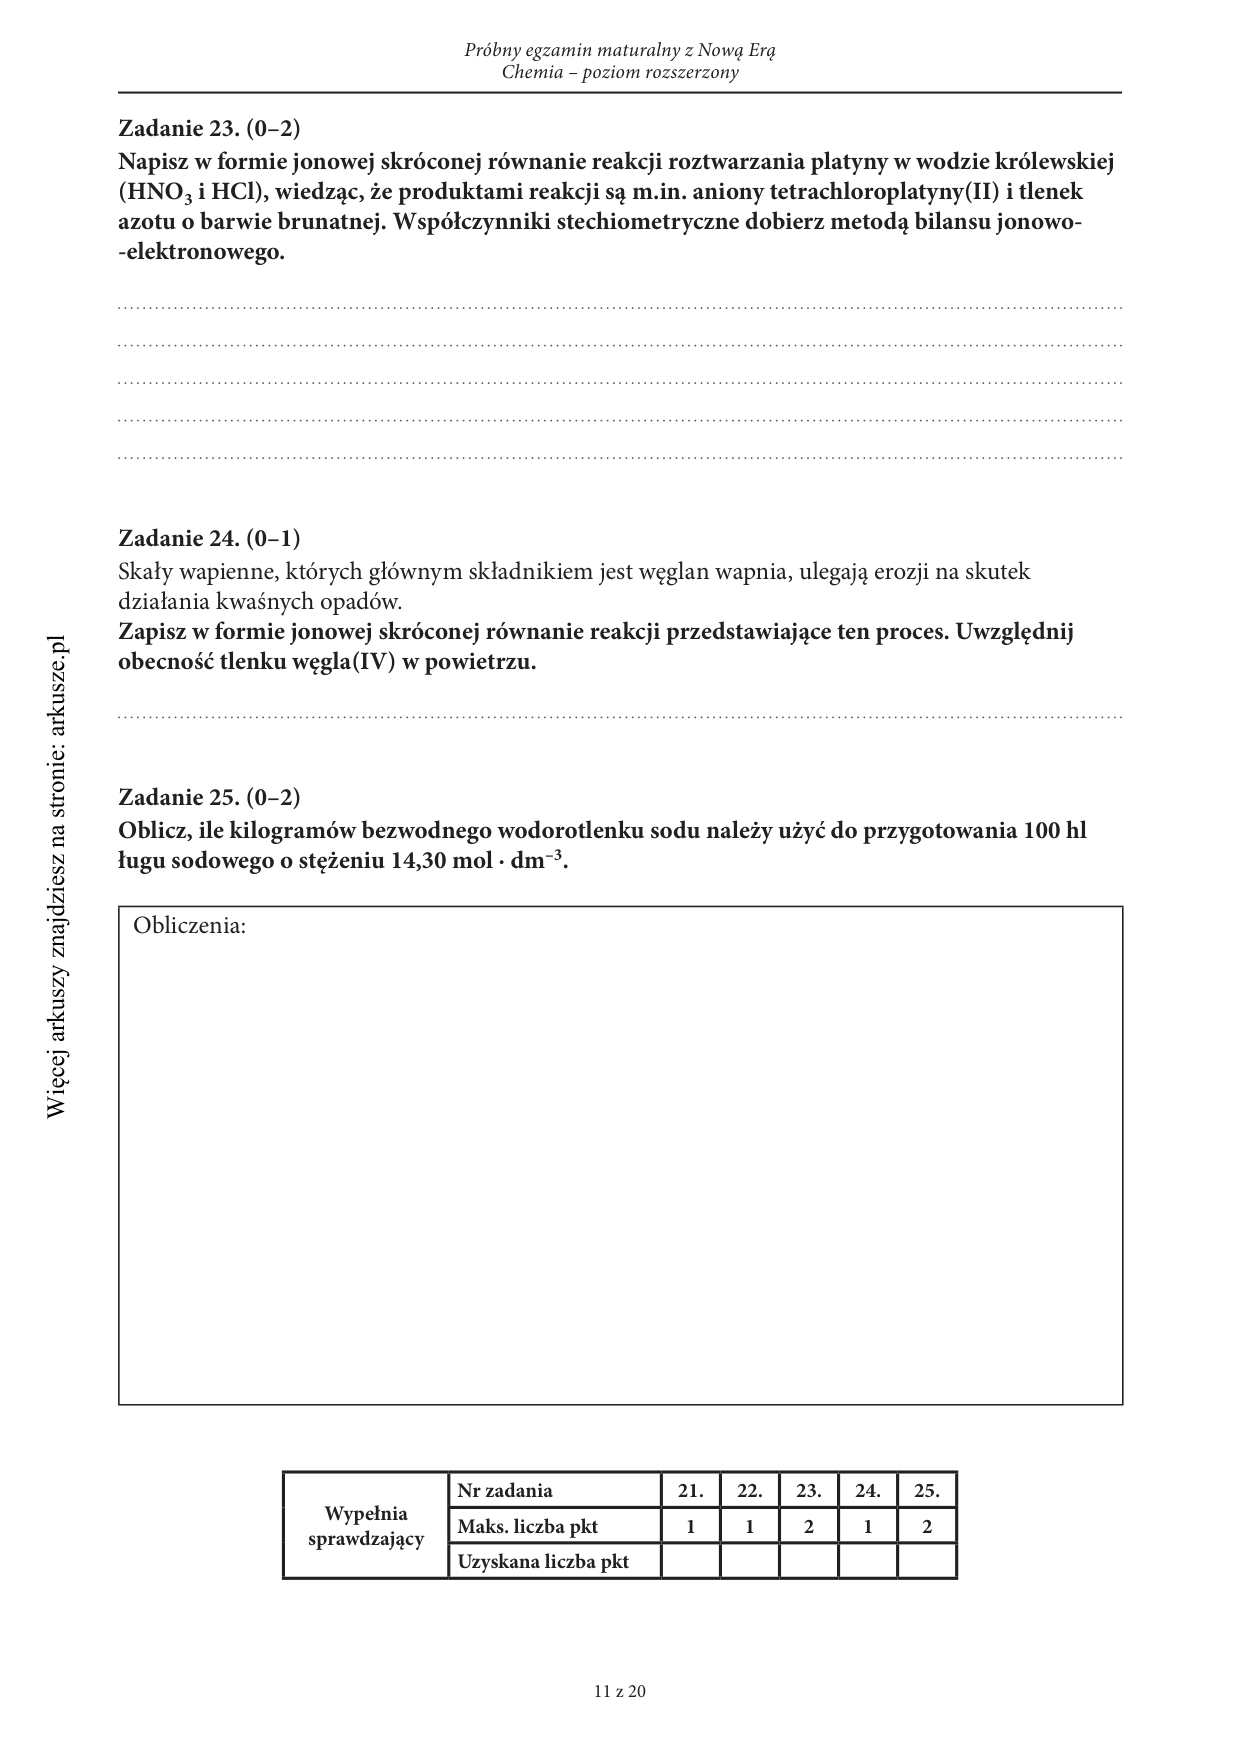 Próbny egzamin maturalny z Nową Erą
Chemia – poziom rozszerzony
Zadanie 23. (0–2)
Napisz w formie jonowej skróconej równanie reakcji roztwarzania platyny w wodzie królewskiej
(HNO₃ i HCl), wiedząc, że produktami reakcji są m.in. aniony tetrachloroplatyny(II) i tlenek
azotu o barwie brunatnej. Współczynniki stechiometryczne dobierz metodą bilansu jonowo-
-elektronowego.
Zadanie 24. (0–1)
Skały wapienne, których głównym składnikiem jest węglan wapnia, ulegają erozji na skutek
działania kwaśnych opadów.
Zapisz w formie jonowej skróconej równanie reakcji przedstawiające ten proces. Uwzględnij
obecność tlenku węgla(IV) w powietrzu.
Zadanie 25. (0–2)
Oblicz, ile kilogramów bezwodnego wodorotlenku sodu należy użyć do przygotowania 100 hl
ługu sodowego o stężeniu 14,30 mol · dm⁻³.
Obliczenia:
Wypełnia
sprawdzający
Nr zadania 21. 22. 23. 24. 25.
Maks. liczba pkt 1 1 2 1 2
Uzyskana liczba pkt
11 z 20
Więcej arkuszy znajdziesz na stronie: arkusze.pl